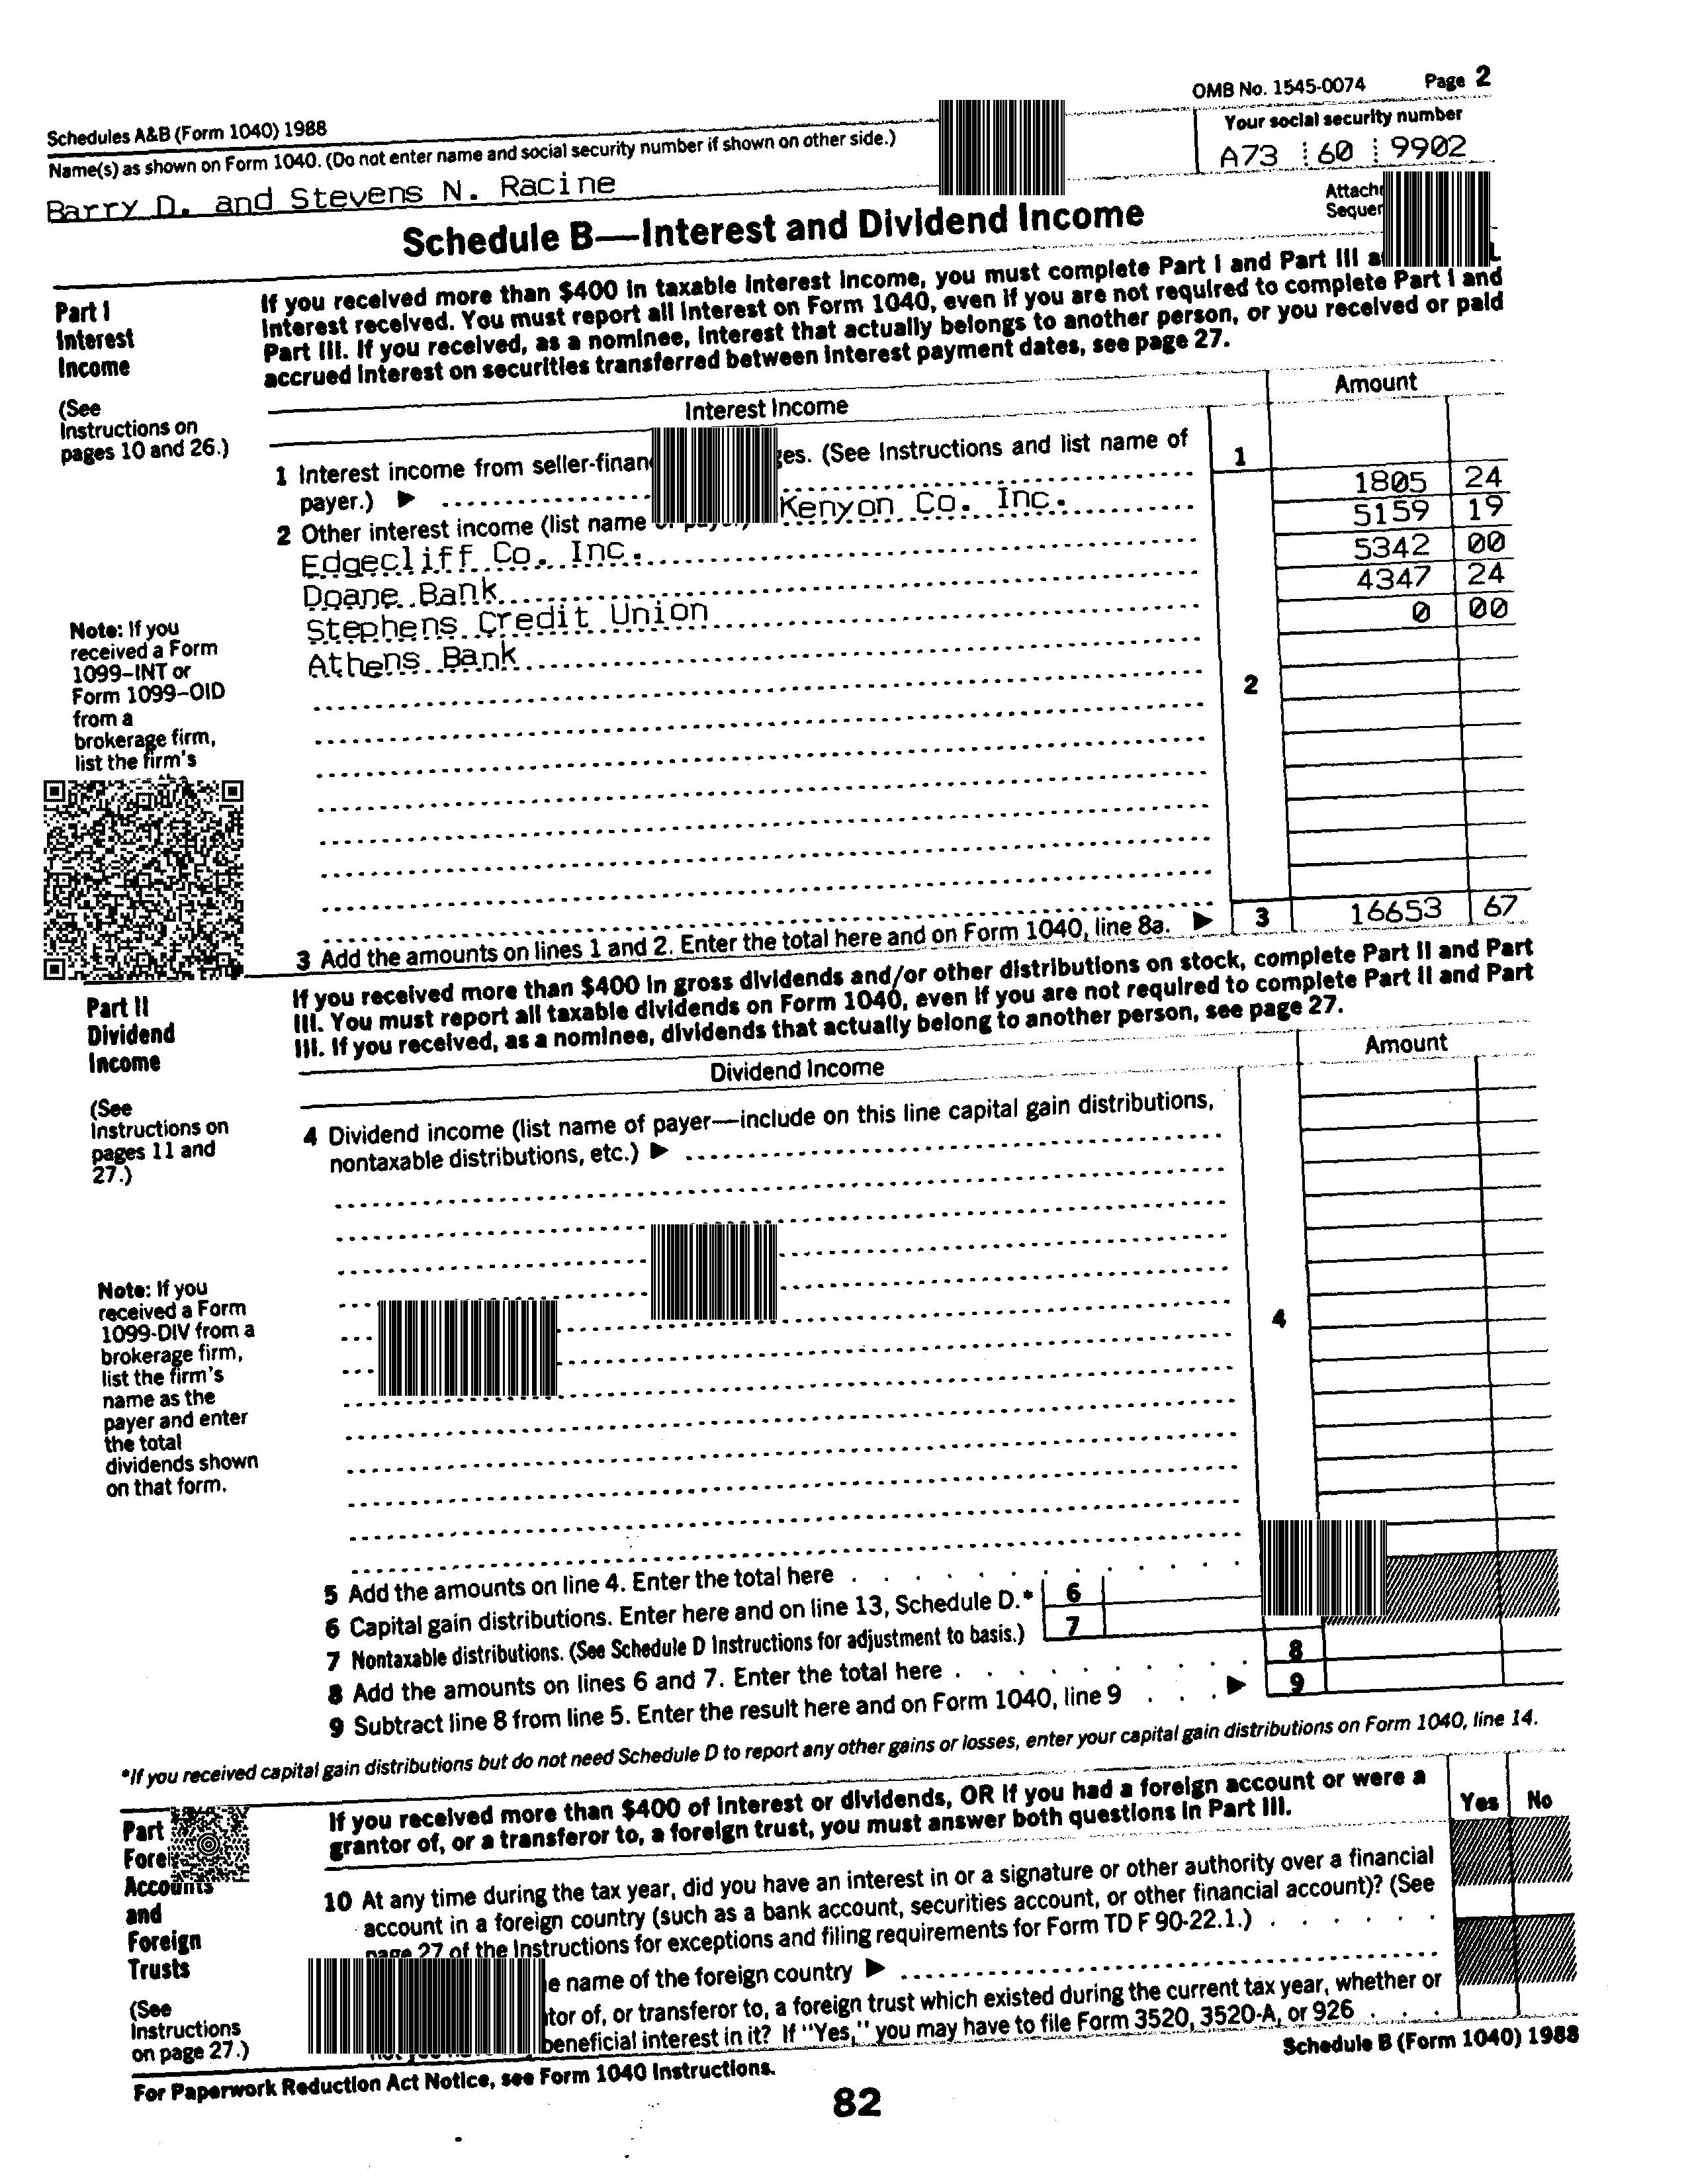 OMB No. 1545-0074 Page 2
Schedules A&B (Form 1040) 1988
Name(s) as shown on Form 1040. (Do not enter name and social security number if shown on other side.)
Your social security number
Barry D. and Stevens N. Racine
A73 60 9902
Schedule B—Interest and Dividend Income
Part I
Interest
Income
(See
Instructions on
pages 10 and 26.)
If you received more than $400 in taxable interest income, you must complete Part I and Part III
interest received. You must report all interest on Form 1040, even if you are not required to complete Part I and
Part III. If you received, as a nominee, interest that actually belongs to another person, or you received or paid
accrued interest on securities transferred between interest payment dates, see page 27.
Interest Income
Amount
1 Interest income from (See Instructions and list name of
payer.) ▶
1
2 Other interest income (list name Kenyon Co. Inc. 1805 24
Edgecliff Co. Inc. 5159 19
Doane Bank 5342 00
Stephens Credit Union 4347 24
Athens Bank 0 00
2
Note: If you
received a Form
1099–INT or
Form 1099–OID
from a
brokerage firm,
list the firm's
3 Add the amounts on lines 1 and 2. Enter the total here and on Form 1040, line 8a. ▶ 3 16653 67
Part II
Dividend
Income
(See
Instructions on
pages 11 and
27.)
If you received more than $400 in gross dividends and/or other distributions on stock, complete Part II and Part
III. You must report all taxable dividends on Form 1040, even if you are not required to complete Part II and Part
III. If you received, as a nominee, dividends that actually belong to another person, see page 27.
Dividend Income
Amount
4 Dividend income (list name of payer—include on this line capital gain distributions,
nontaxable distributions, etc.) ▶
4
Note: If you
received a Form
1099-DIV from a
brokerage firm,
list the firm's
name as the
payer and enter
the total
dividends shown
on that form.
5 Add the amounts on line 4. Enter the total here
6 Capital gain distributions. Enter here and on line 13, Schedule D.* 6
7 Nontaxable distributions. (See Schedule D Instructions for adjustment to basis.) 7
8 Add the amounts on lines 6 and 7. Enter the total here 8
9 Subtract line 8 from line 5. Enter the result here and on Form 1040, line 9 ▶ 9
*If you received capital gain distributions but do not need Schedule D to report any other gains or losses, enter your capital gain distributions on Form 1040, line 14.
Part
Accounts
and
Foreign
Trusts
(See
Instructions
on page 27.)
If you received more than $400 of interest or dividends, OR if you had a foreign account or were a
grantor of, or a transferor to, a foreign trust, you must answer both questions in Part III.
Yes No
10 At any time during the tax year, did you have an interest in or a signature or other authority over a financial
account in a foreign country (such as a bank account, securities account, or other financial account)? (See
page 27 of the Instructions for exceptions and filing requirements for Form TD F 90-22.1.)
name of the foreign country ▶
of, or transferor to, a foreign trust which existed during the current tax year, whether or
beneficial interest in it? If "Yes," you may have to file Form 3520, 3520-A, or 926
For Paperwork Reduction Act Notice, see Form 1040 Instructions.
Schedule B (Form 1040) 1988
82